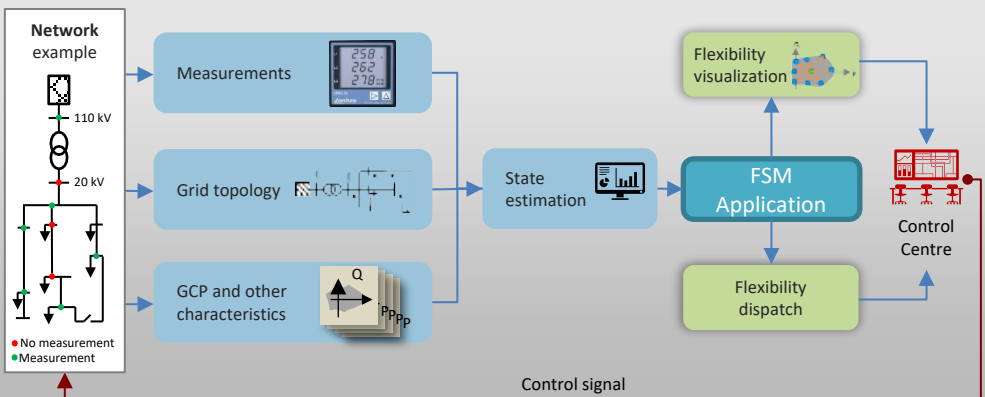 Network
example
110 kV
20 kV
No measurement
Measurement
Measurements
258
262
278
Grid topology
GCP and other
characteristics
Q
P
P
P
P
State
estimation
Flexibility
visualization
FSM
Application
Flexibility
dispatch
Control
Centre
Control signal